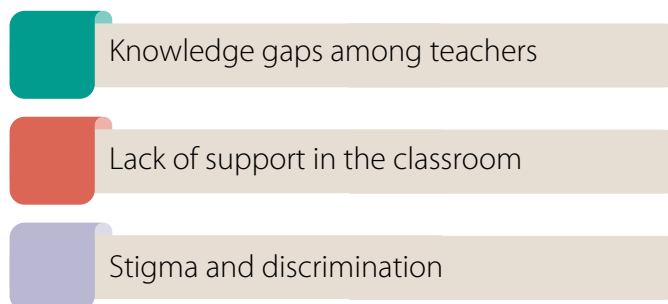 Knowledge gaps among teachers
Lack of support in the classroom
Stigma and discrimination